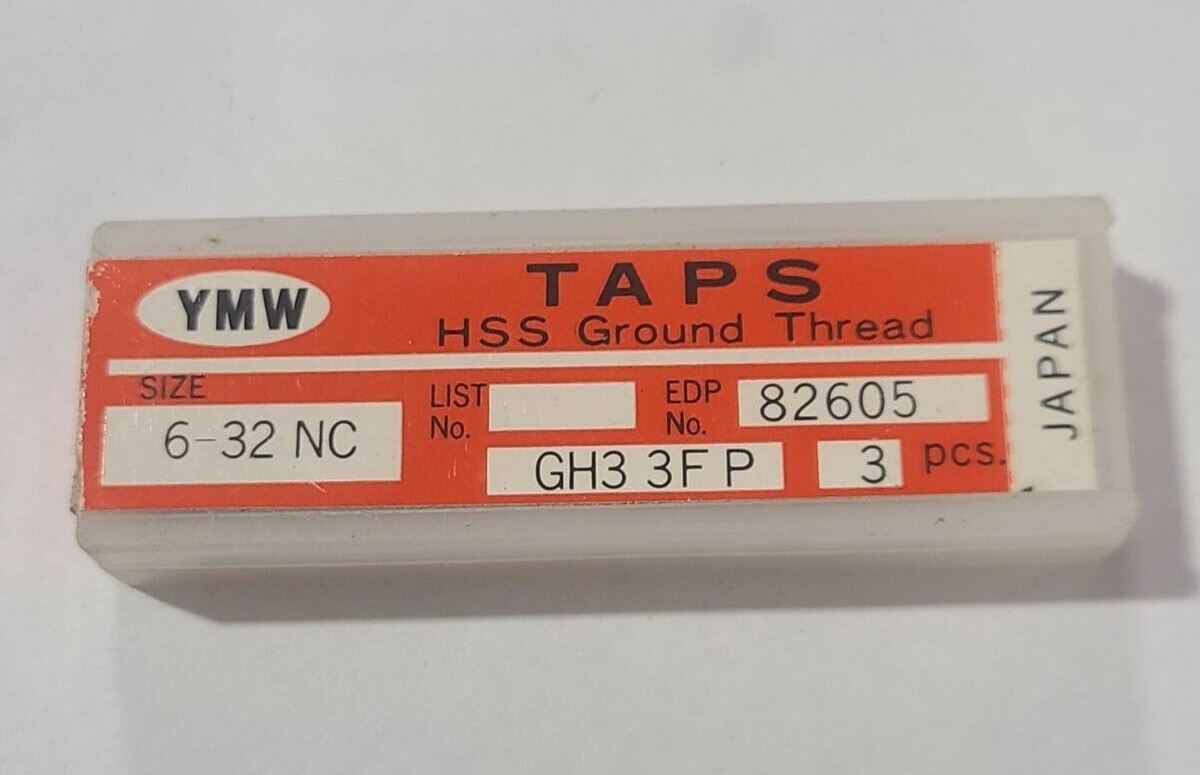 YMW
TAPS
HSS Ground Thread
SIZE
6-32 NC
LIST No.
EDP No.
82605
GH3 3F P
3 pcs.
JAPAN